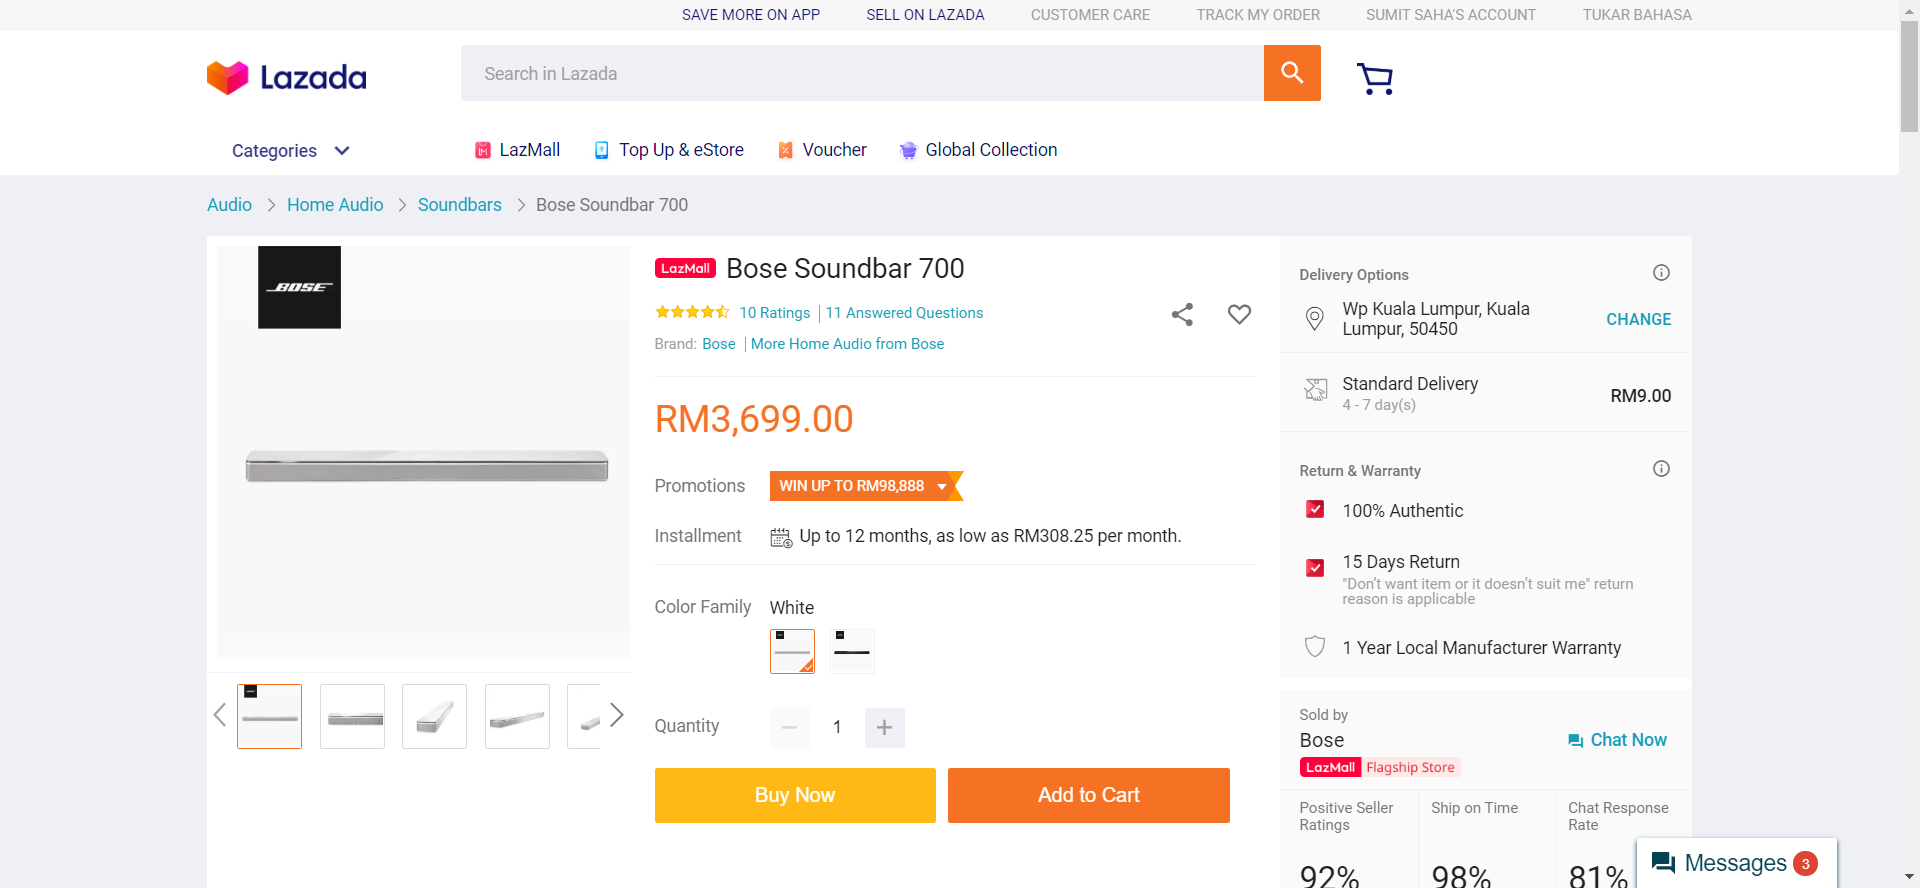 SAVE MORE ON APP SELL ON LAZADA CUSTOMER CARE TRACK MY ORDER SUMIT SAHA'S ACCOUNT TUKAR BAHASA
Lazada
Search in Lazada
Categories LazMall Top Up & eStore Voucher Global Collection
Audio Home Audio Soundbars Bose Soundbar 700
BOSE
LazMall Bose Soundbar 700
10 Ratings 11 Answered Questions
Brand: Bose More Home Audio from Bose
RM3,699.00
Promotions WIN UP TO RM98,888
Installment Up to 12 months, as low as RM308.25 per month.
Color Family White
Quantity 1
Buy Now Add to Cart
Delivery Options
Wp Kuala Lumpur, Kuala
Lumpur, 50450
CHANGE
Standard Delivery
4 - 7 day(s)
RM9.00
Return & Warranty
100% Authentic
15 Days Return
"Don’t want item or it doesn’t suit me" return
reason is applicable
1 Year Local Manufacturer Warranty
Sold by
Bose
Chat Now
LazMall Flagship Store
Positive Seller
Ratings
Ship on Time
Chat Response
Rate
92% 98% 81%
Messages 3